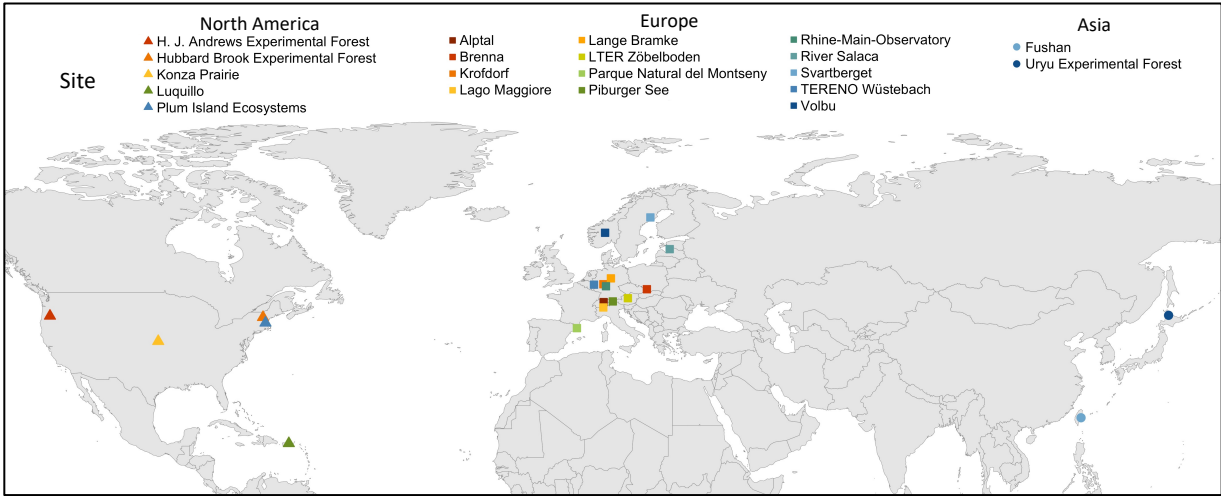 North America
Europe
Asia
Site
H. J. Andrews Experimental Forest
Hubbard Brook Experimental Forest
Konza Prairie
Luquillo
Plum Island Ecosystems
Alptal
Brenna
Krofdorf
Lago Maggiore
Lange Bramke
LTER Zöbelboden
Parque Natural del Montseny
Piburger See
Rhine-Main-Observatory
River Salaca
Svartberget
TERENO Wüstebach
Volbu
Fushan
Uryu Experimental Forest